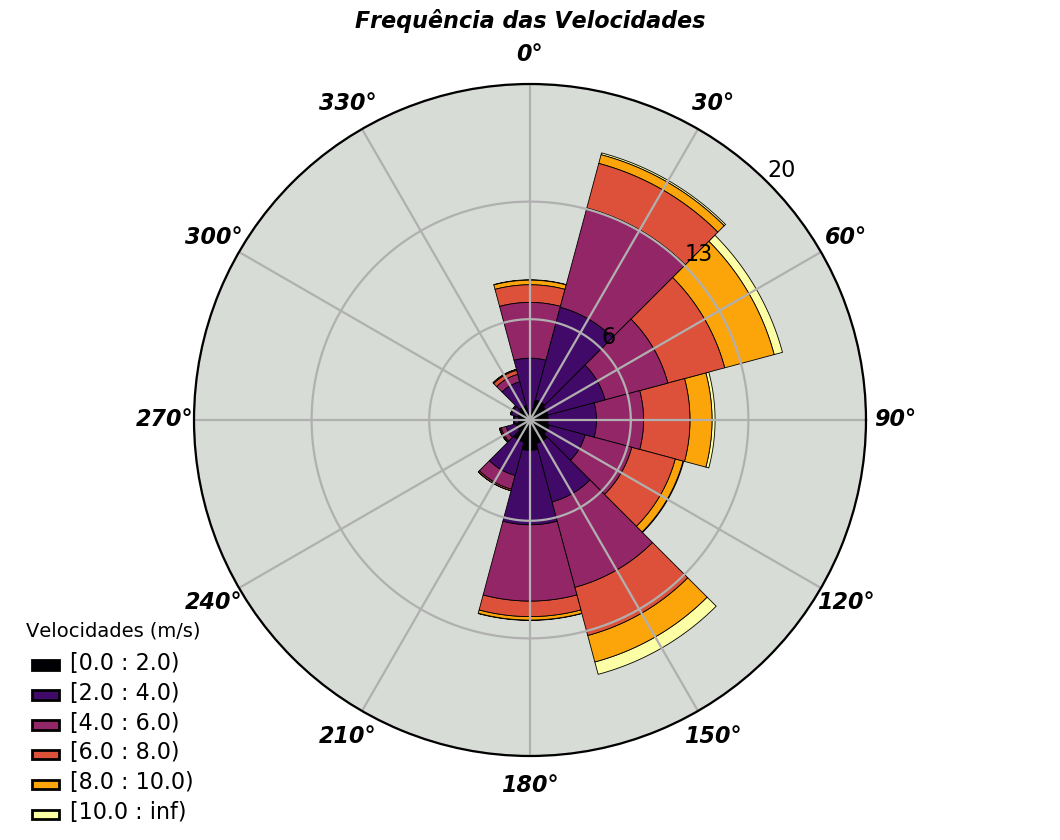 Frequência das Velocidades
0°
330°
30°
20
300°
60°
13
6
270°
90°
240°
120°
210°
150°
180°
Velocidades (m/s)
[0.0 : 2.0)
[2.0 : 4.0)
[4.0 : 6.0)
[6.0 : 8.0)
[8.0 : 10.0)
[10.0 : inf)